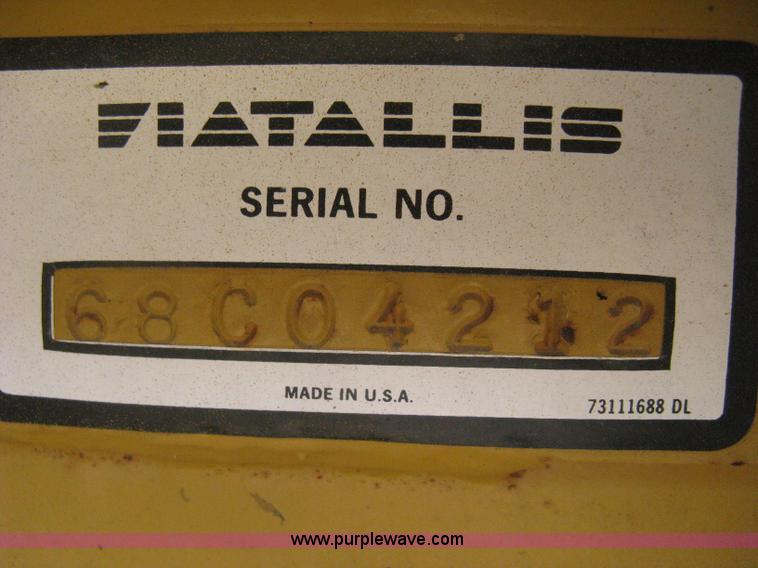 FIATALLIS
SERIAL NO.
68C04212
MADE IN U.S.A.
73111688 DL
www.purplewave.com